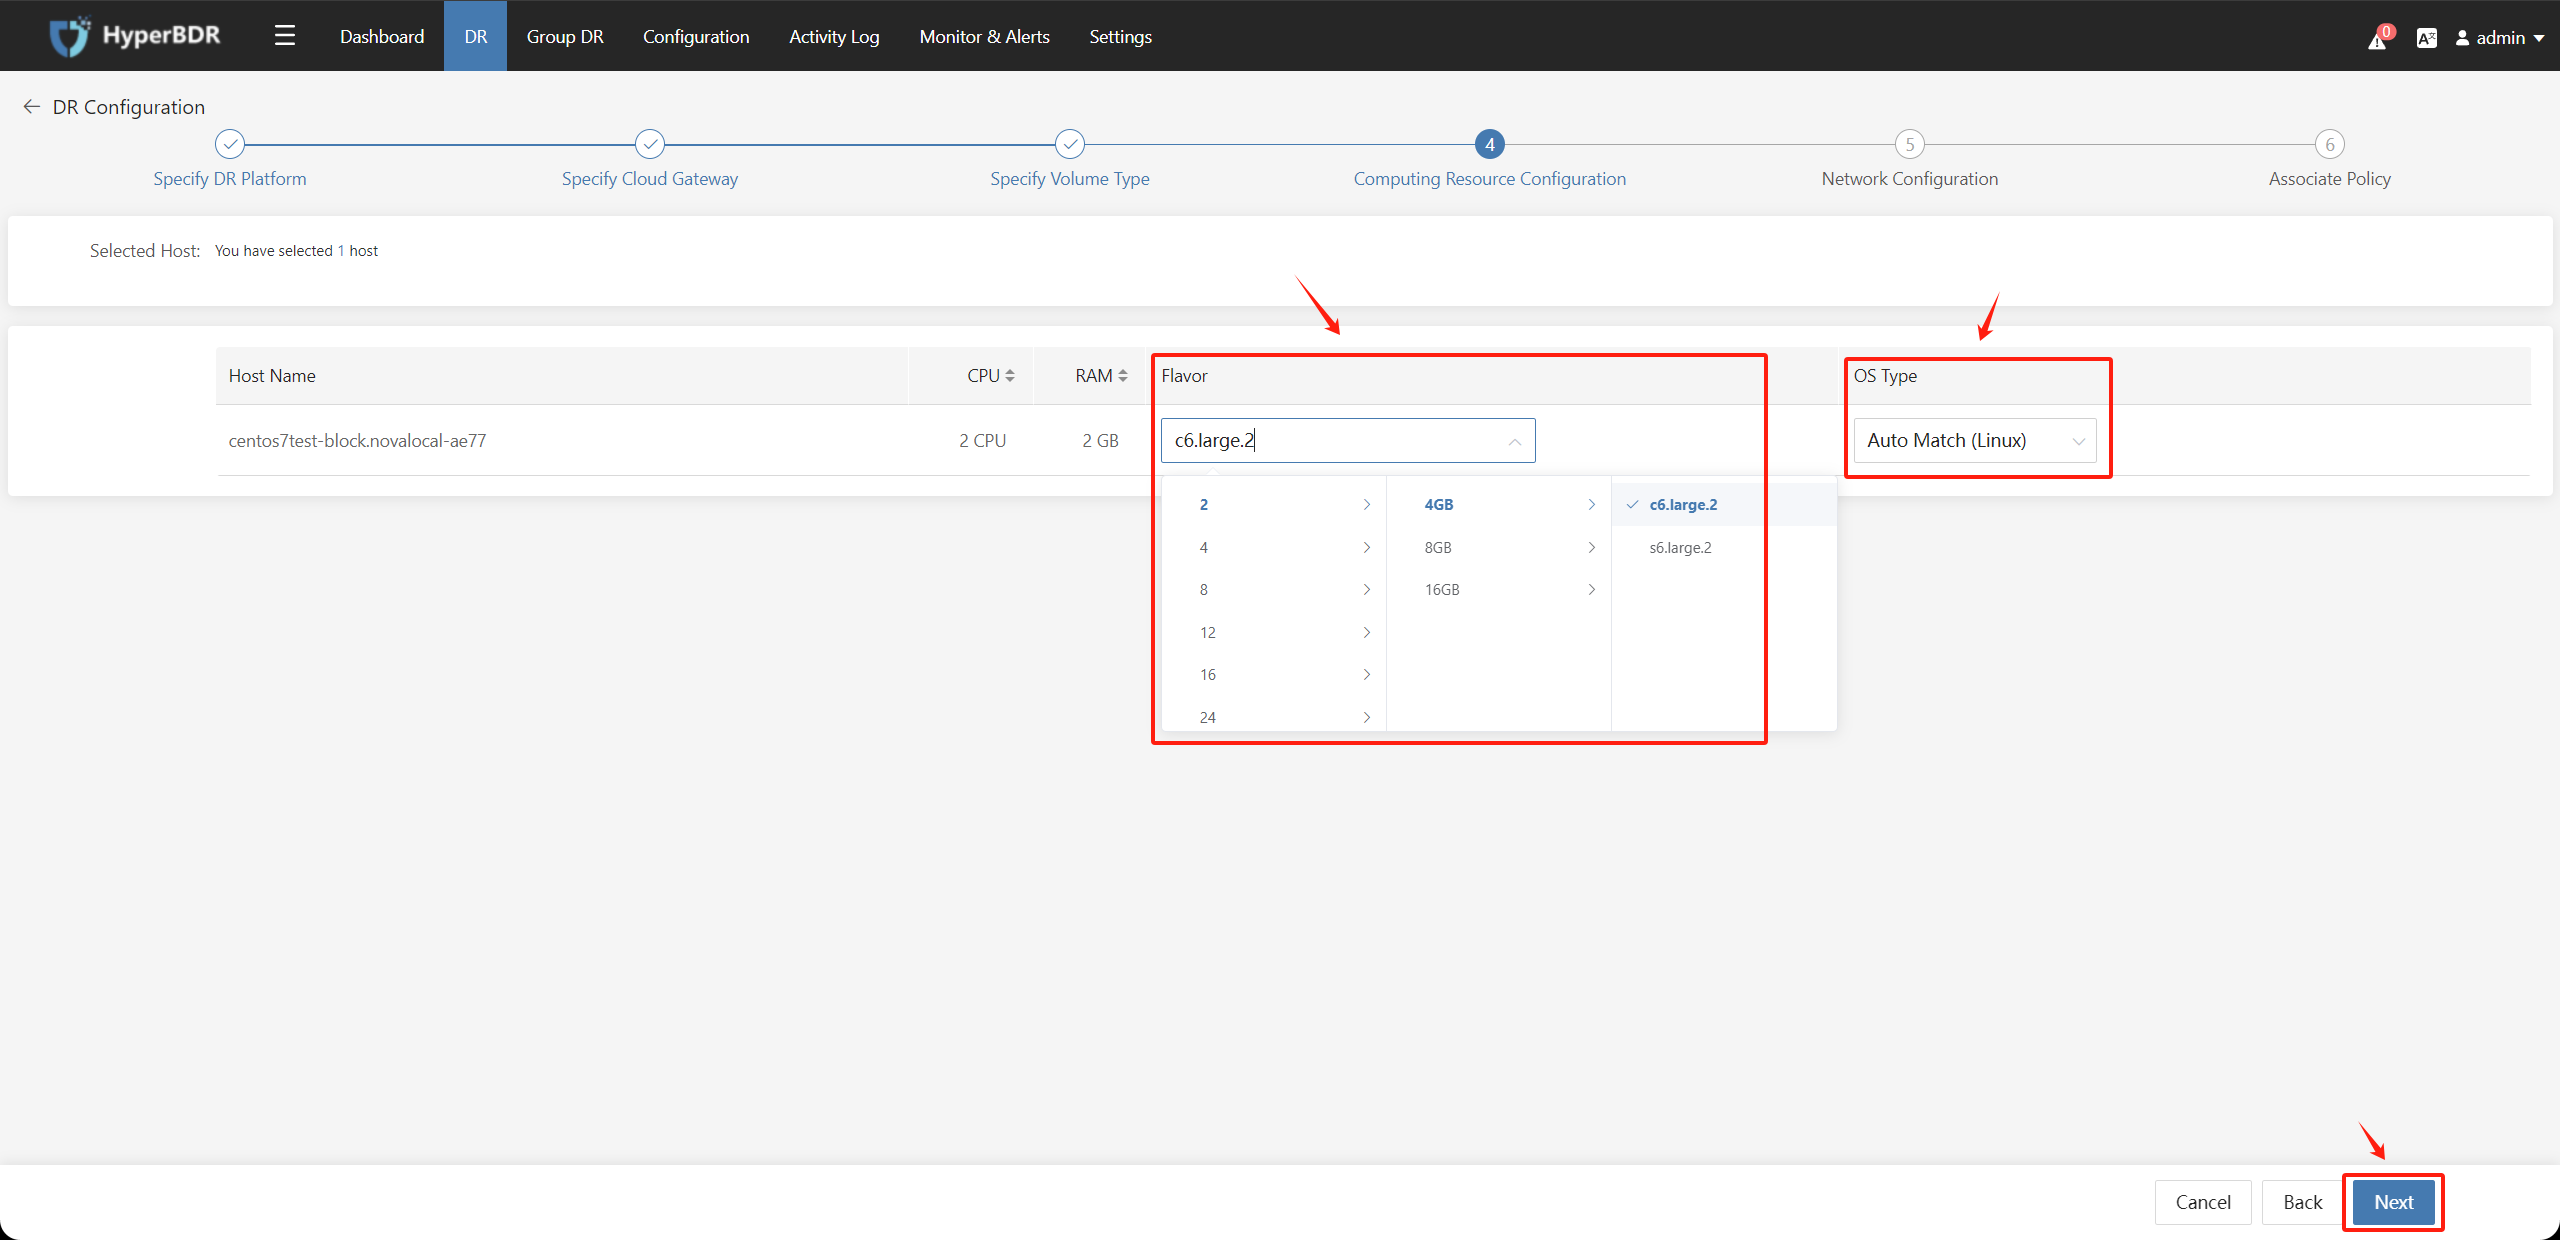 HyperBDR Dashboard DR Group DR Configuration Activity Log Monitor & Alerts Settings 0 admin
DR Configuration
4 5 6
Specify DR Platform Specify Cloud Gateway Specify Volume Type Computing Resource Configuration Network Configuration Associate Policy
Selected Host: You have selected 1 host
Host Name CPU RAM Flavor OS Type
centos7test-block.novalocal-ae77 2 CPU 2 GB c6.large.2 Auto Match (Linux)
2 4GB c6.large.2
4 8GB s6.large.2
8 16GB
12
16
24
Cancel Back Next